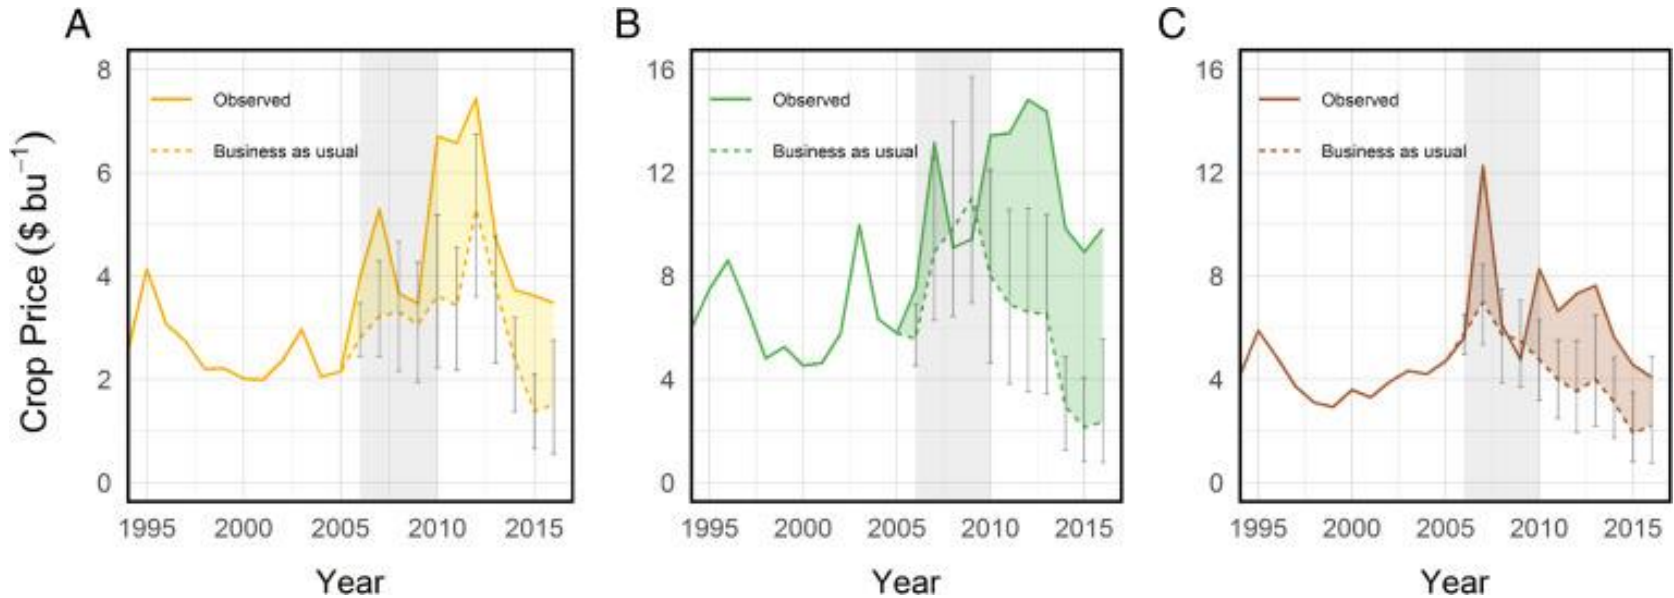 A
B
C
Crop Price ($ bu⁻¹)
8
6
4
2
0
Observed
Business as usual
1995 2000 2005 2010 2015
Year
16
12
8
4
0
Observed
Business as usual
1995 2000 2005 2010 2015
Year
16
12
8
4
0
Observed
Business as usual
1995 2000 2005 2010 2015
Year